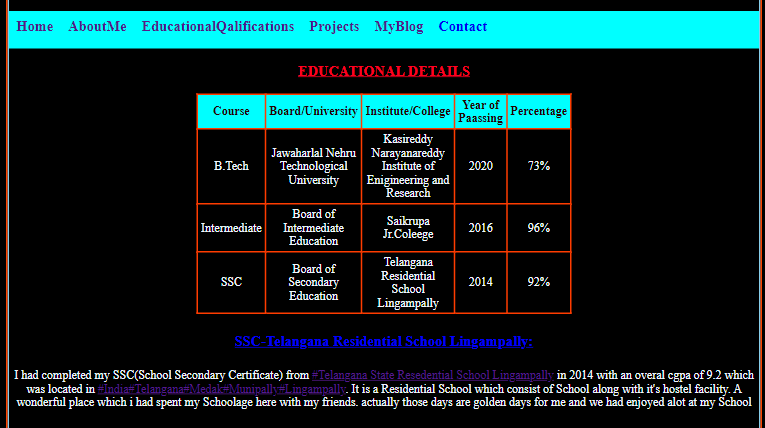 Home AboutMe EducationalQalifications Projects MyBlog Contact
EDUCATIONAL DETAILS
Course Board/University Institute/College Year of Paassing Percentage
B.Tech Jawaharlal Nehru Technological University Kasireddy Narayanareddy Institute of Enigineering and Research 2020 73%
Intermediate Board of Intermediate Education Saikrupa Jr.Coleege 2016 96%
SSC Board of Secondary Education Telangana Residential School Lingampally 2014 92%
SSC-Telangana Residential School Lingampally:
I had completed my SSC(School Secondary Certificate) from #Telangana State Resedential School Lingampally in 2014 with an overal cgpa of 9.2 which
was located in #India#Telangana#Medak#Munipally#Lingampally. It is a Residential School which consist of School along with it's hostel facility. A
wonderful place which i had spent my Schoolage here with my friends. actually those days are golden days for me and we had enjoyed alot at my School